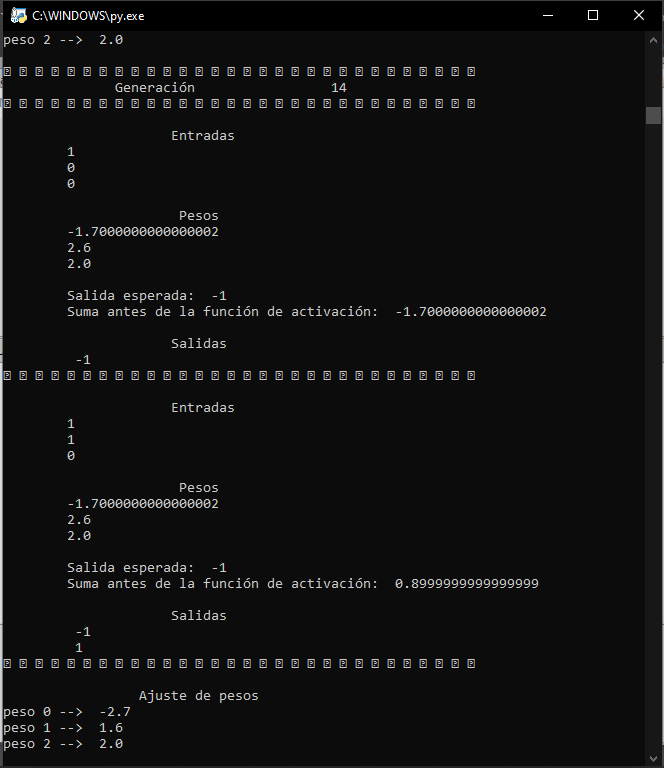 C:\WINDOWS\py.exe
peso 2 --> 2.0
Generación 14
Entradas
1
0
0
Pesos
-1.7000000000000002
2.6
2.0
Salida esperada: -1
Suma antes de la función de activación: -1.7000000000000002
Salidas
-1
Entradas
1
1
0
Pesos
-1.7000000000000002
2.6
2.0
Salida esperada: -1
Suma antes de la función de activación: 0.8999999999999999
Salidas
-1
1
Ajuste de pesos
peso 0 --> -2.7
peso 1 --> 1.6
peso 2 --> 2.0